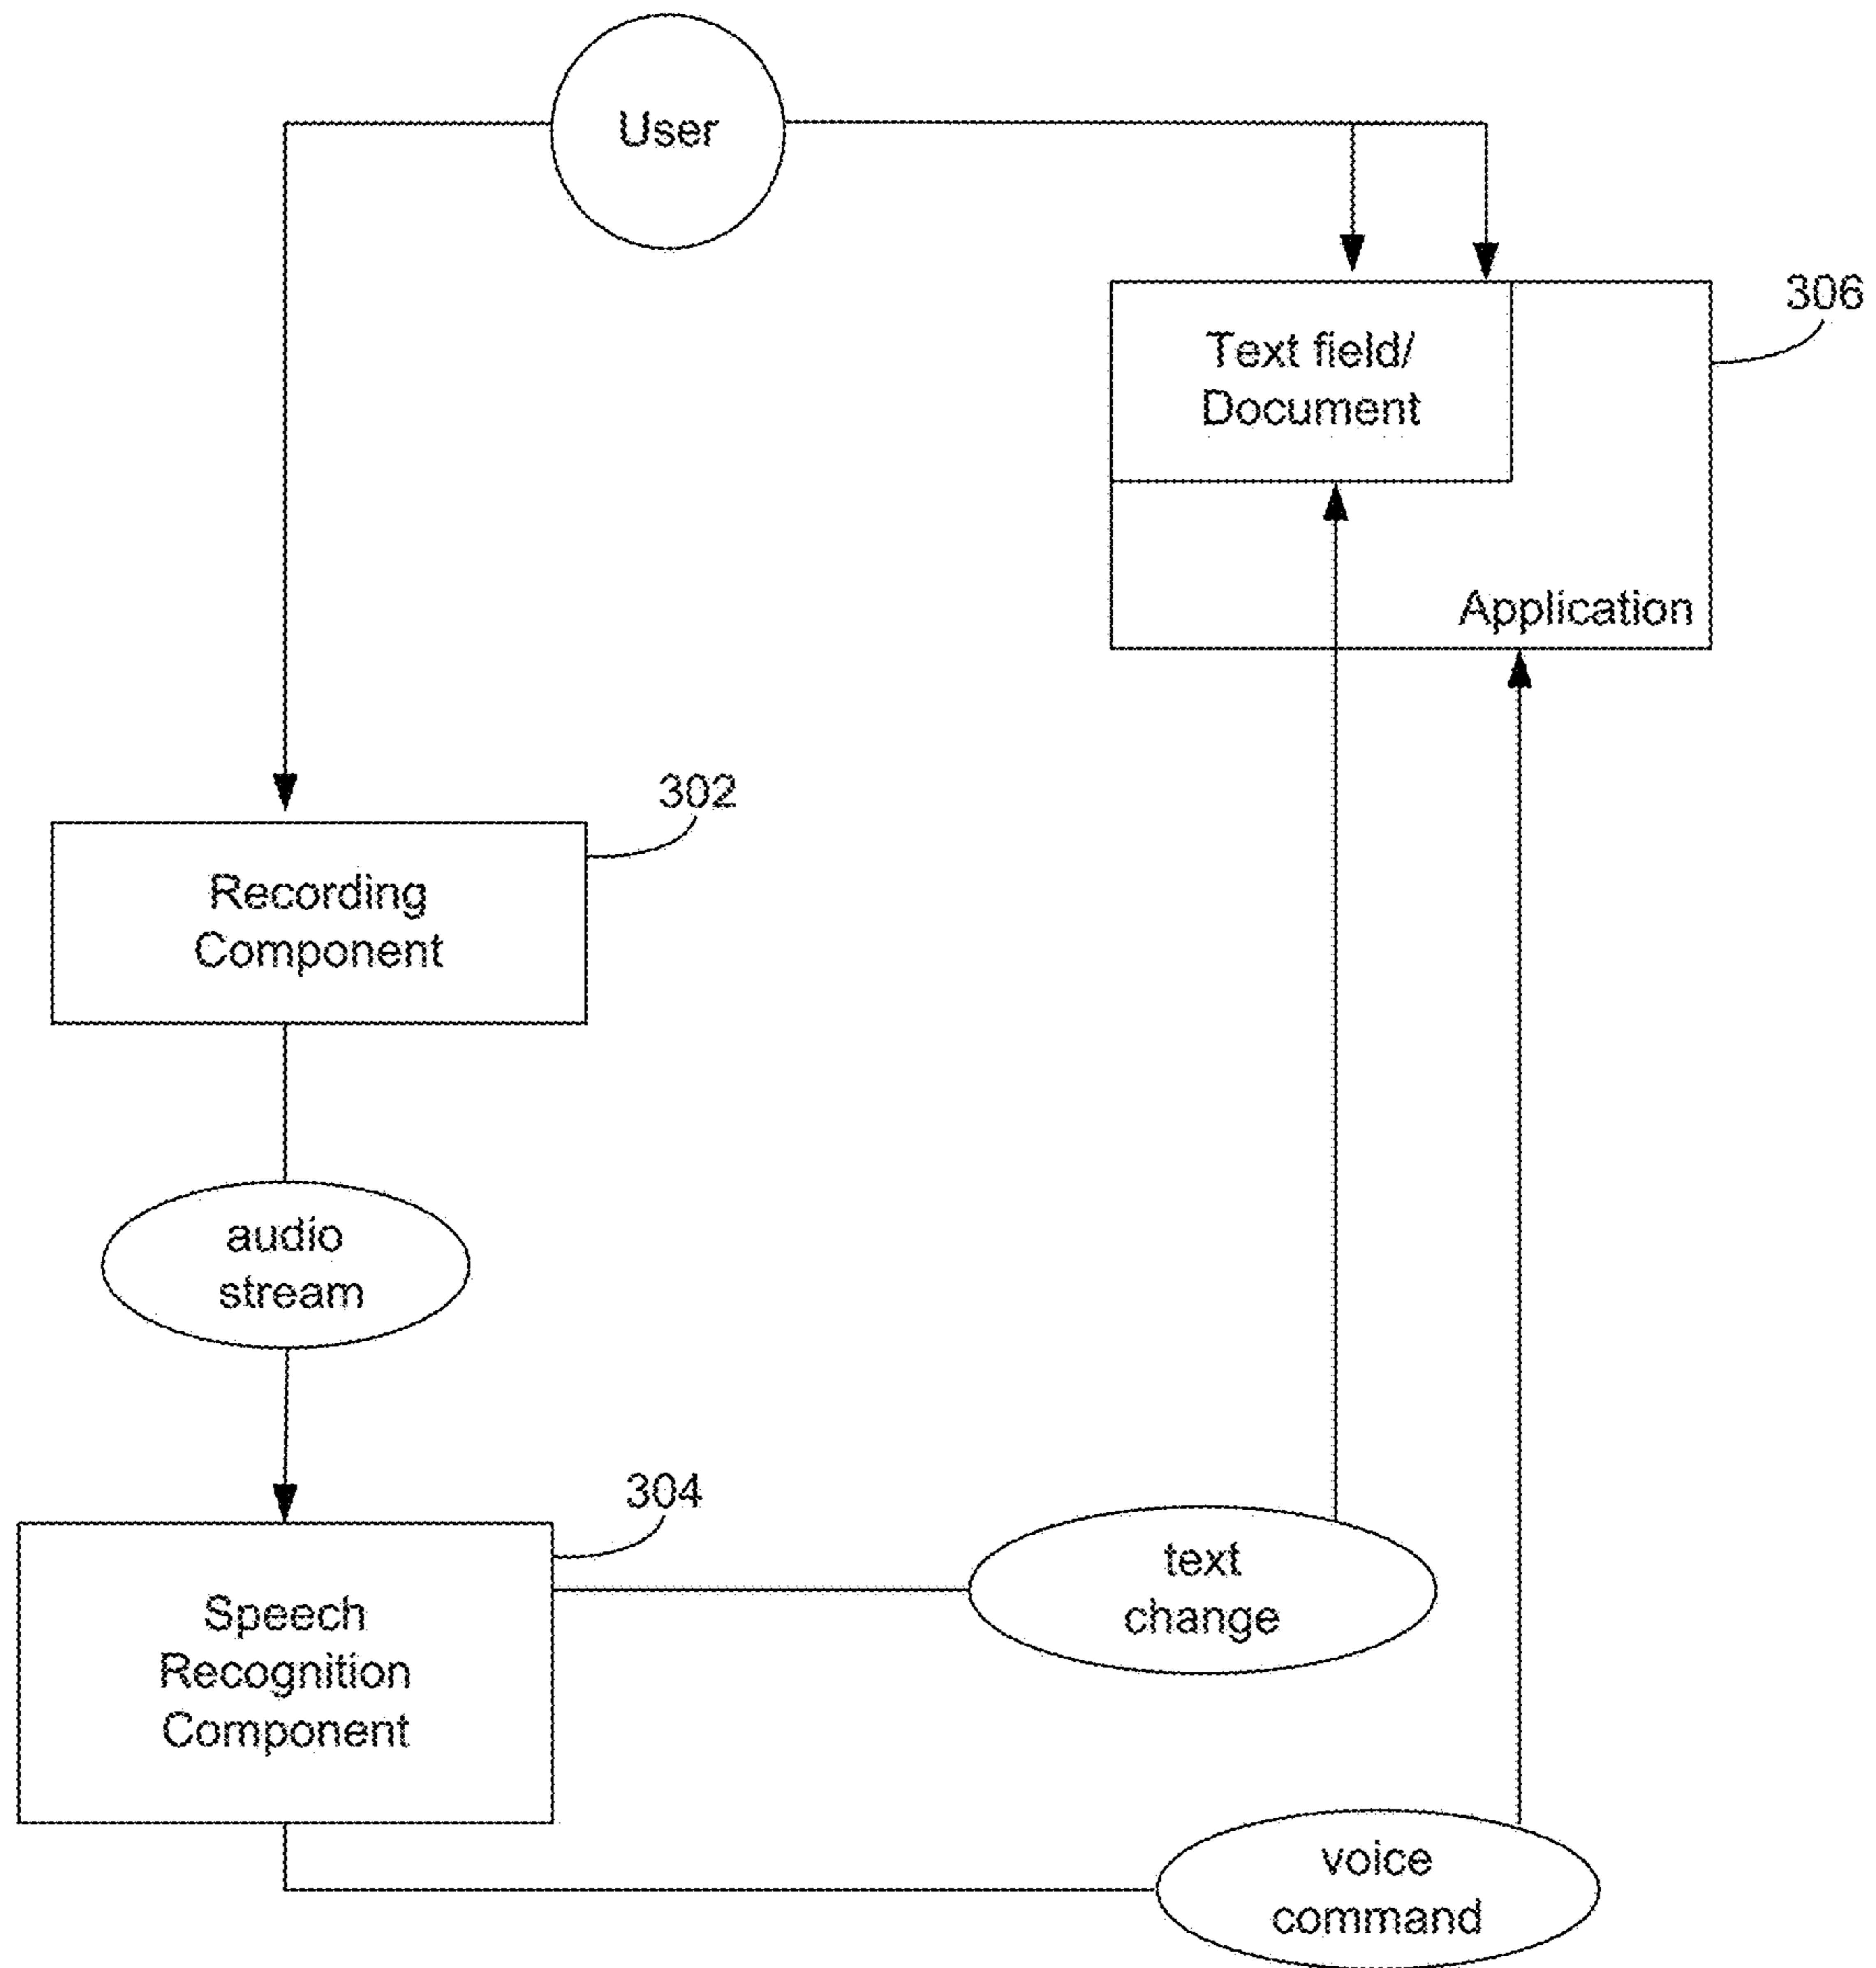 User
306
Text field/
Document
Application
302
Recording
Component
audio
stream
304
Speech
Recognition
Component
text
change
voice
command